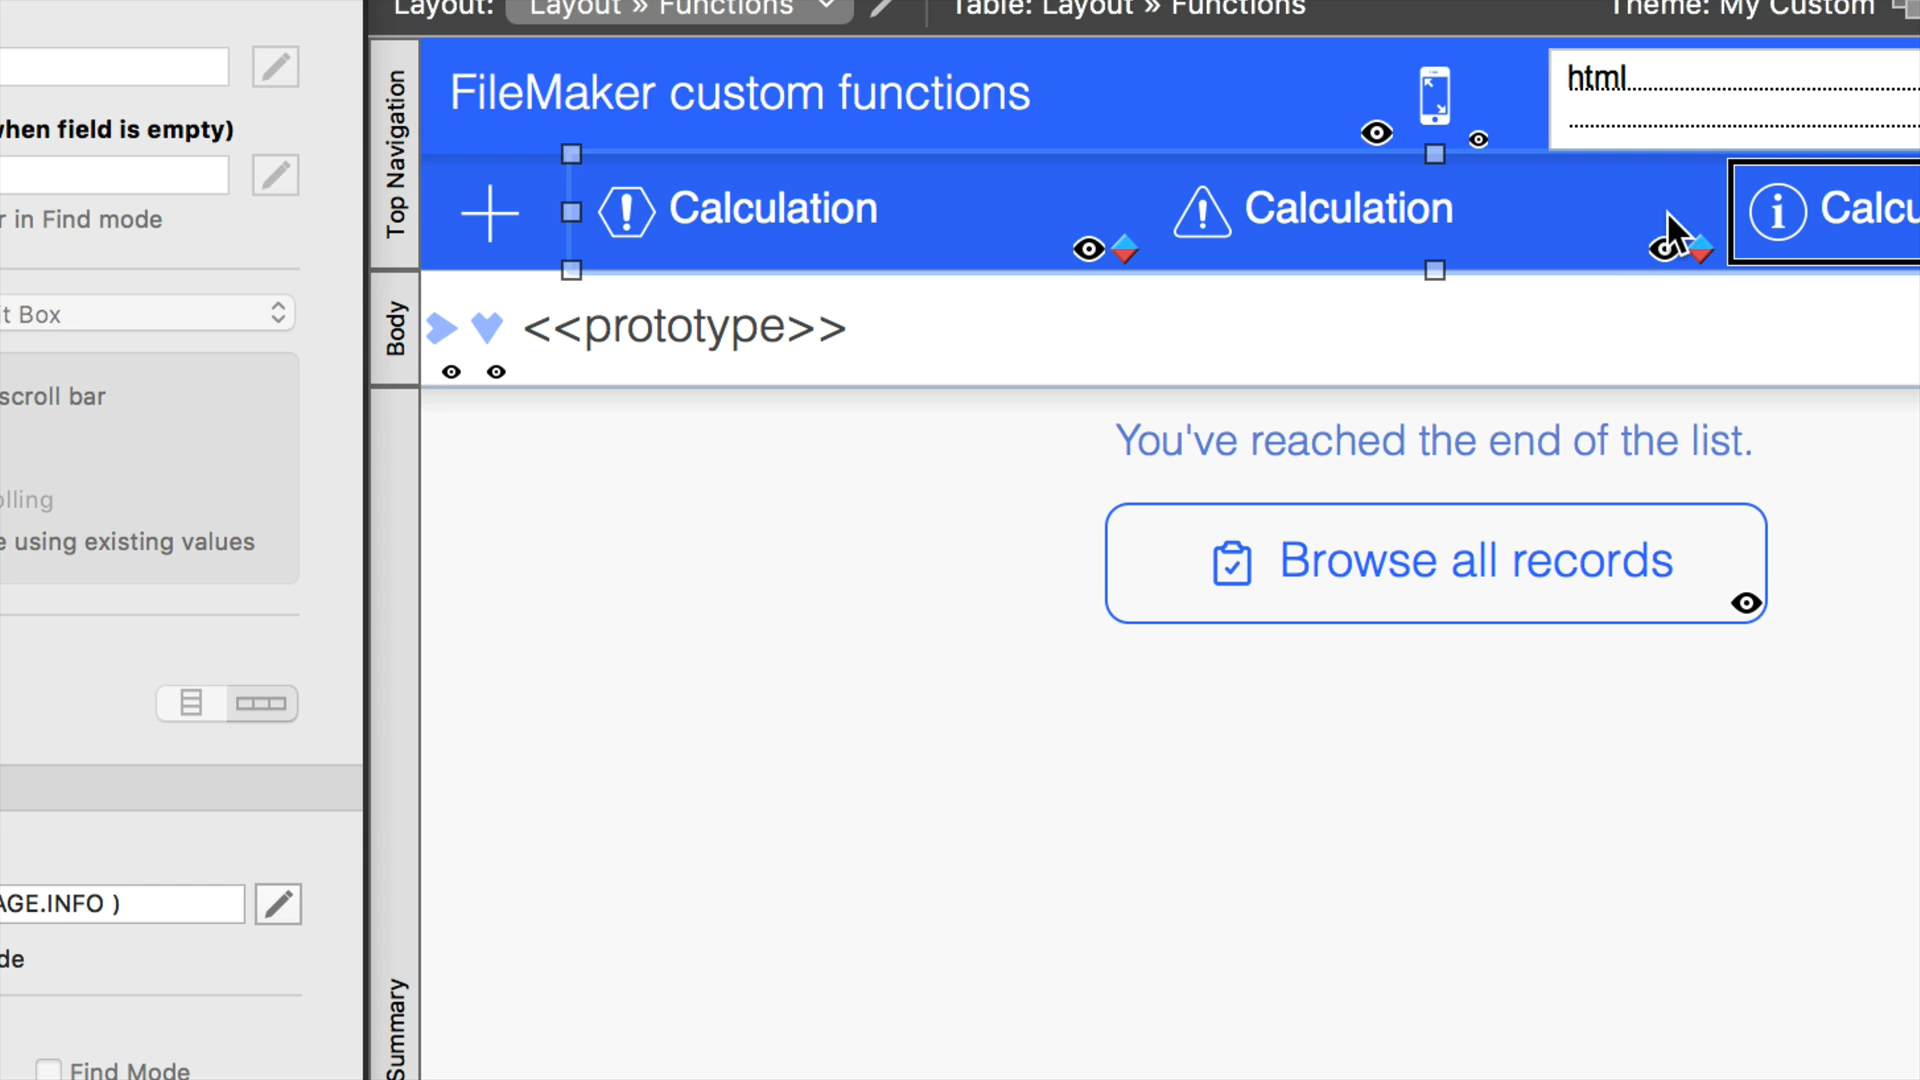 Layout: Layout » Functions Table: Layout » Functions Theme: My Custom
FileMaker custom functions
html
when field is empty)
r in Find mode
Calculation Calculation Calcu
Top Navigation
t Box
Body
<<prototype>>
scroll bar
You've reached the end of the list.
olling
e using existing values
Browse all records
AGE.INFO )
de
Find Mode
Summary